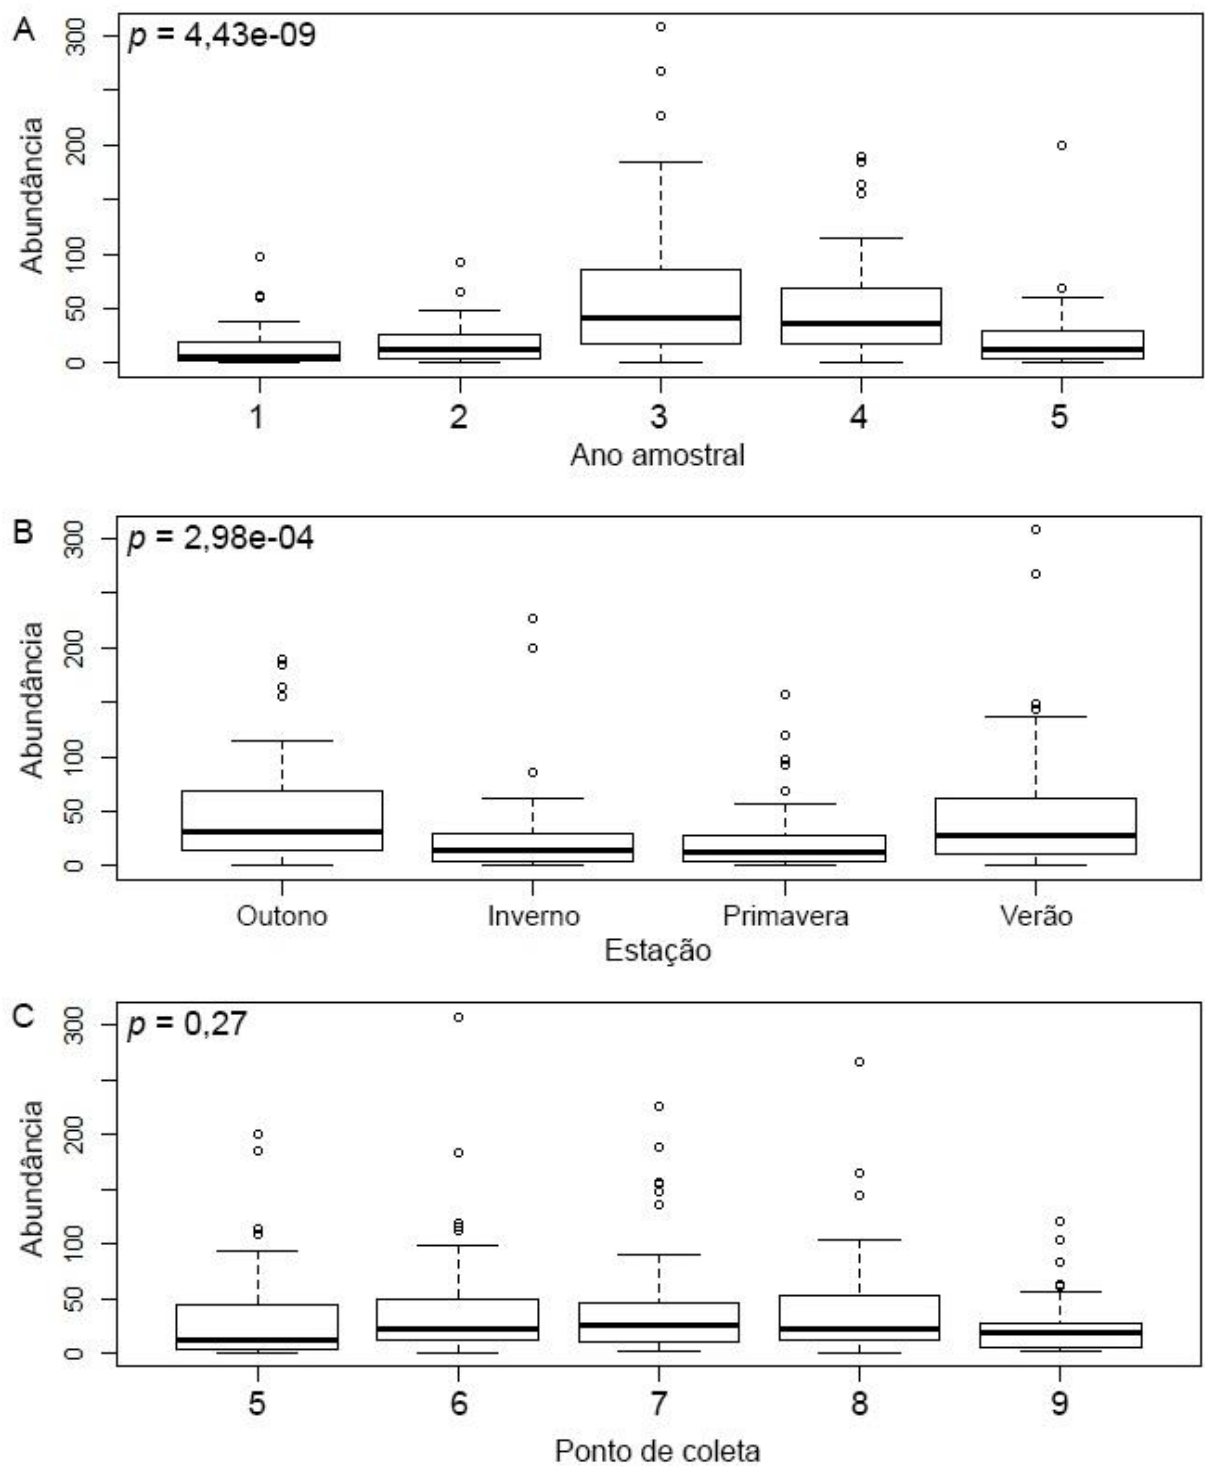 A
p = 4,43e-09
300
200
100
50
0
Abundância
1 2 3 4 5
Ano amostral
B
p = 2,98e-04
300
200
100
50
0
Abundância
Outono Inverno Primavera Verão
Estação
C
p = 0,27
300
200
100
50
0
Abundância
5 6 7 8 9
Ponto de coleta